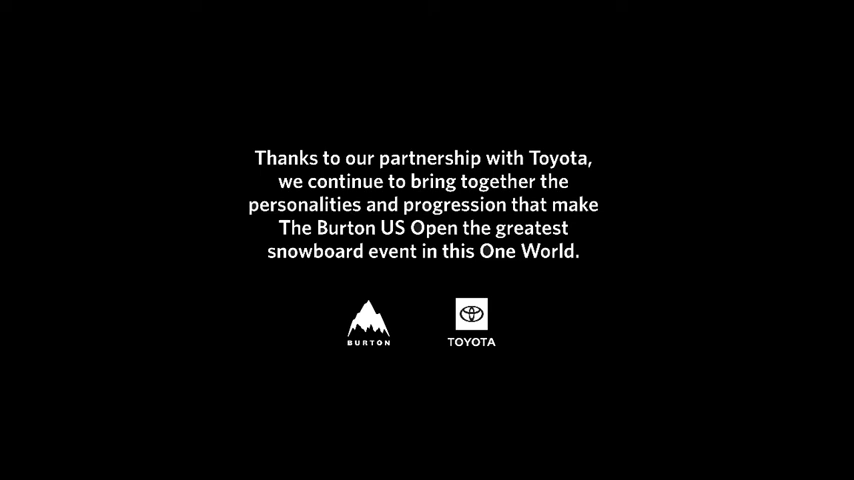 Thanks to our partnership with Toyota,
we continue to bring together the
personalities and progression that make
The Burton US Open the greatest
snowboard event in this One World.
BURTON
TOYOTA